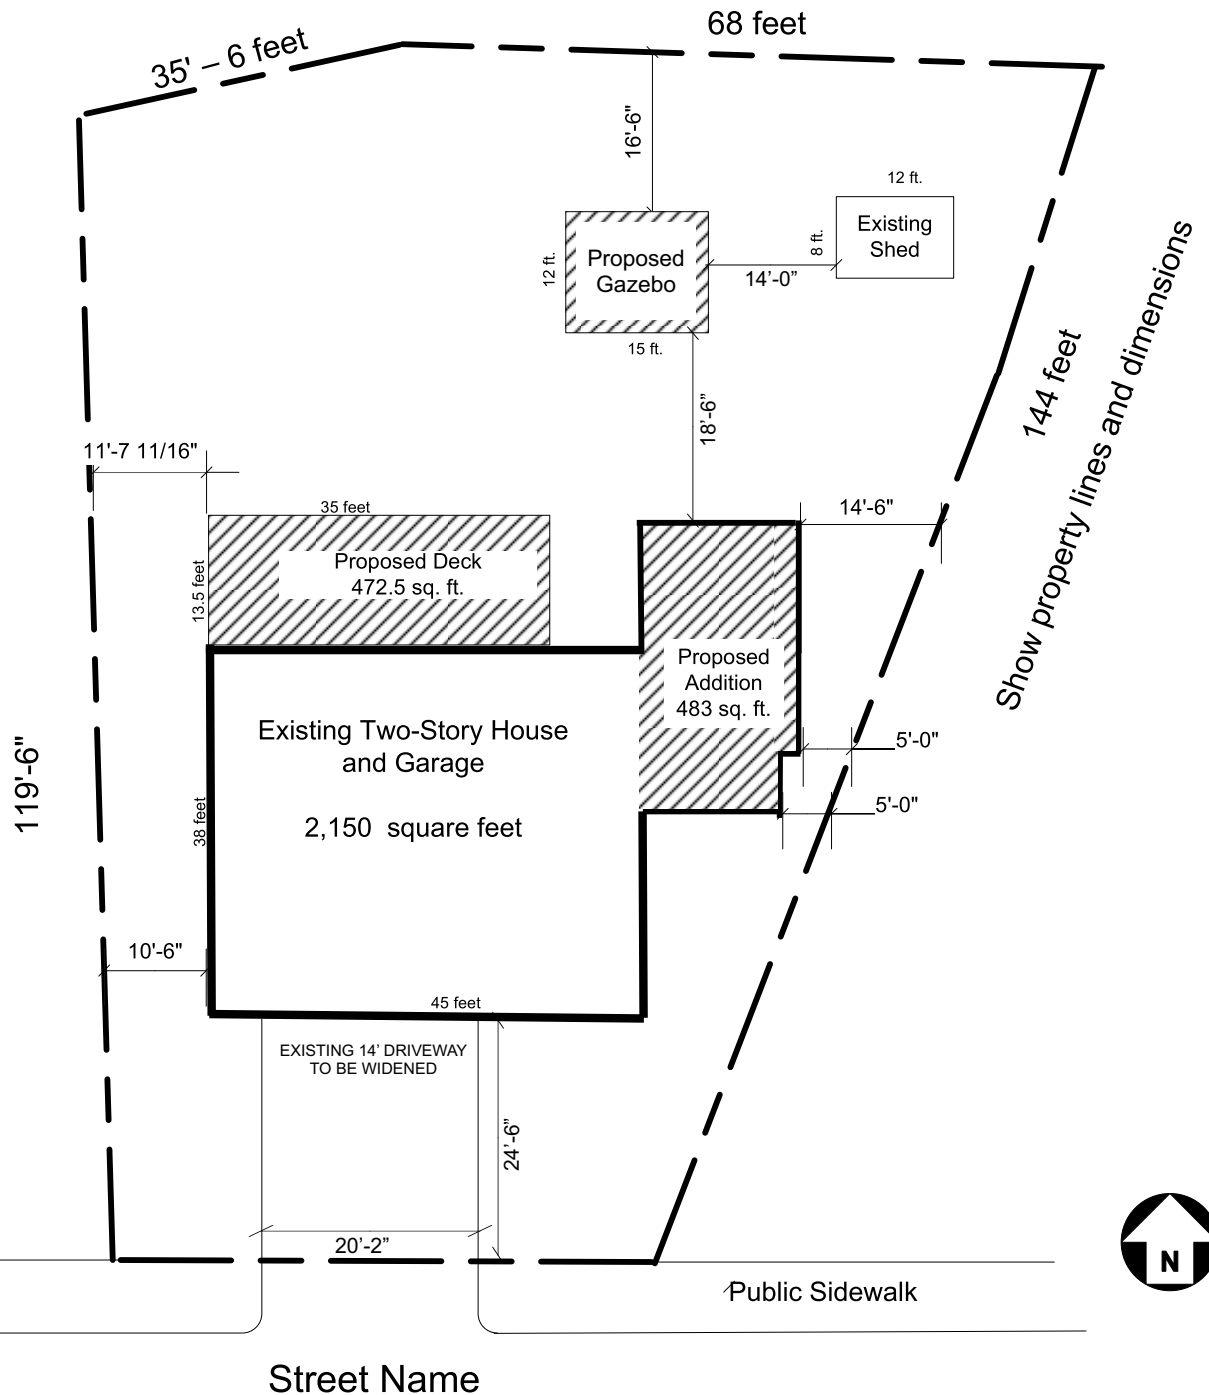 68 feet
35' – 6 feet
16'-6"
12 ft.
8 ft.
Existing
Shed
Proposed
Gazebo
12 ft.
14’-0”
15 ft.
Show property lines and dimensions
144 feet
18’-6”
11'-7 11/16"
35 feet
14'-6"
Proposed Deck
472.5 sq. ft.
13.5 feet
Proposed
Addition
483 sq. ft.
Existing Two-Story House
and Garage
2,150 square feet
5'-0"
5'-0"
119'-6"
38 feet
10'-6"
45 feet
EXISTING 14’ DRIVEWAY
TO BE WIDENED
24’-6”
20’-2”
N
Public Sidewalk
Street Name